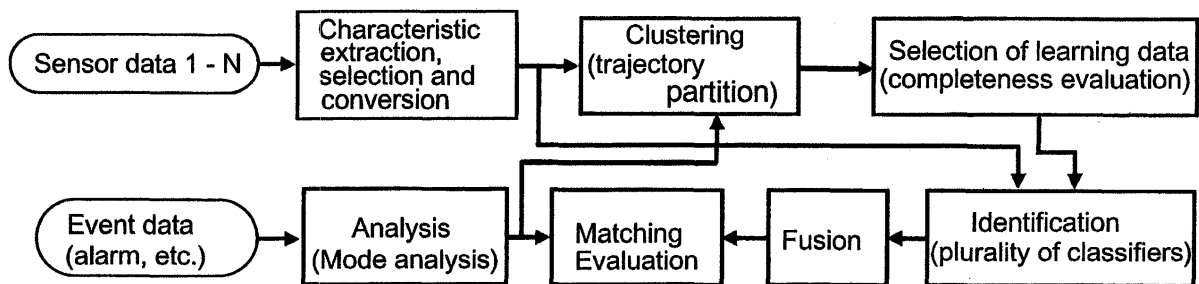 Sensor data 1 - N
Characteristic
extraction,
selection and
conversion
Clustering
(trajectory
partition)
Selection of learning data
(completeness evaluation)
Event data
(alarm, etc.)
Analysis
(Mode analysis)
Matching
Evaluation
Fusion
Identification
(plurality of classifiers)